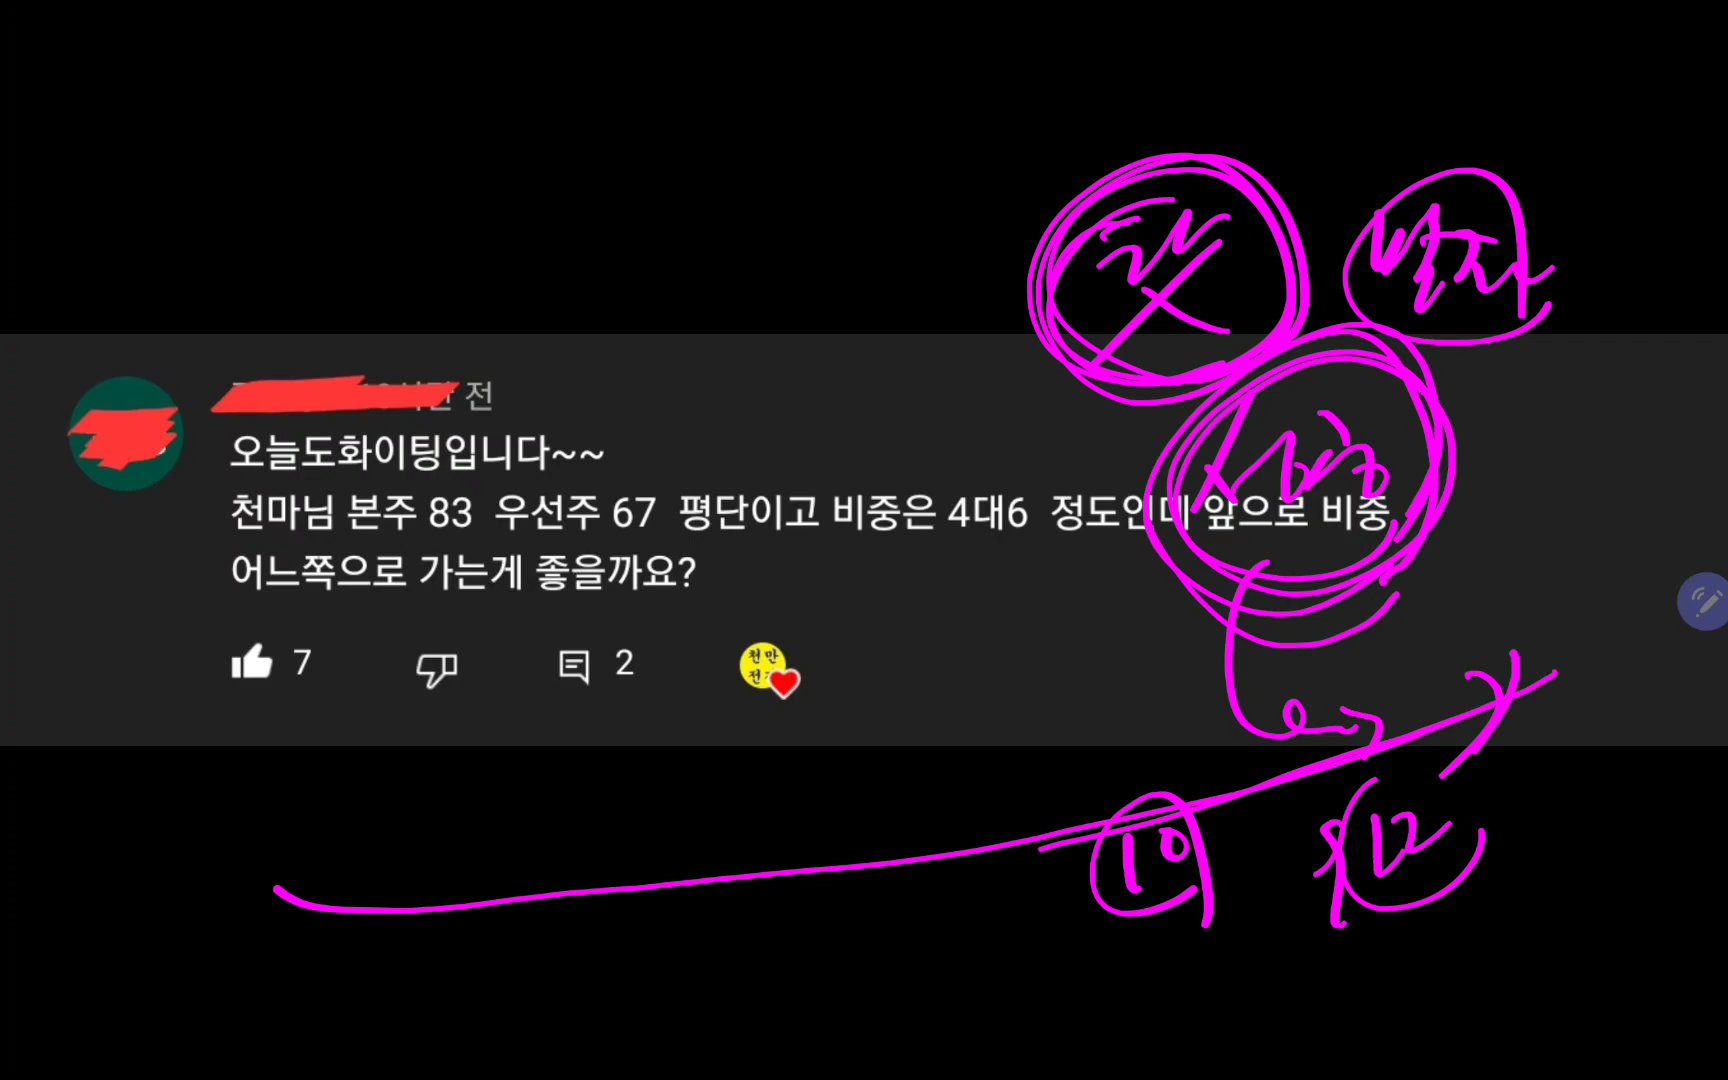 전
오늘도화이팅입니다~~
천마님 본주 83 우선주 67 평단이고 비중은 4대6 정도인데 앞으로 비중
어느쪽으로 가는게 좋을까요?
7 2 천만
10 12